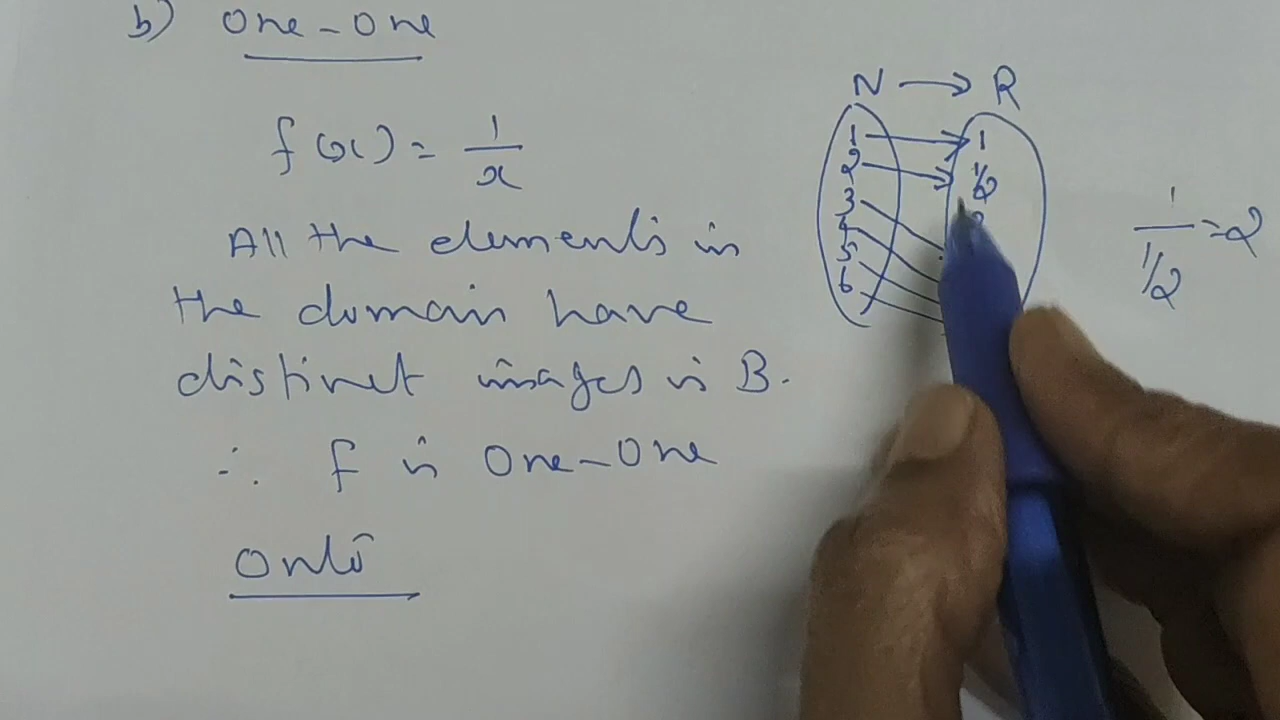 b) One-One
f(x) = 1/x
All the elements in
the domain have
distinct images in B.
∴ f is One-One
Onto
N → R
1 1
2 1/2
3
4
5
6
1/(1/2) = 2